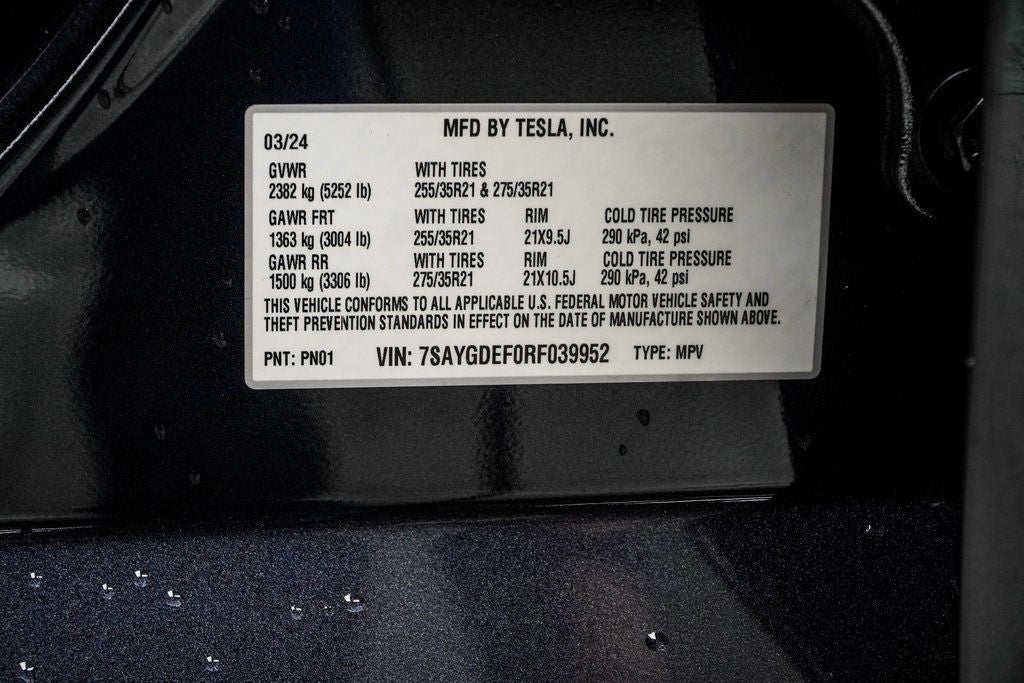 MFD BY TESLA, INC.
03/24
GVWR WITH TIRES
2382 kg (5252 lb) 255/35R21 & 275/35R21
GAWR FRT WITH TIRES RIM COLD TIRE PRESSURE
1363 kg (3004 lb) 255/35R21 21X9.5J 290 kPa, 42 psi
GAWR RR WITH TIRES RIM COLD TIRE PRESSURE
1500 kg (3306 lb) 275/35R21 21X10.5J 290 kPa, 42 psi
THIS VEHICLE CONFORMS TO ALL APPLICABLE U.S. FEDERAL MOTOR VEHICLE SAFETY AND
THEFT PREVENTION STANDARDS IN EFFECT ON THE DATE OF MANUFACTURE SHOWN ABOVE.
PNT: PN01 VIN: 7SAYGDEF0RF039952 TYPE: MPV